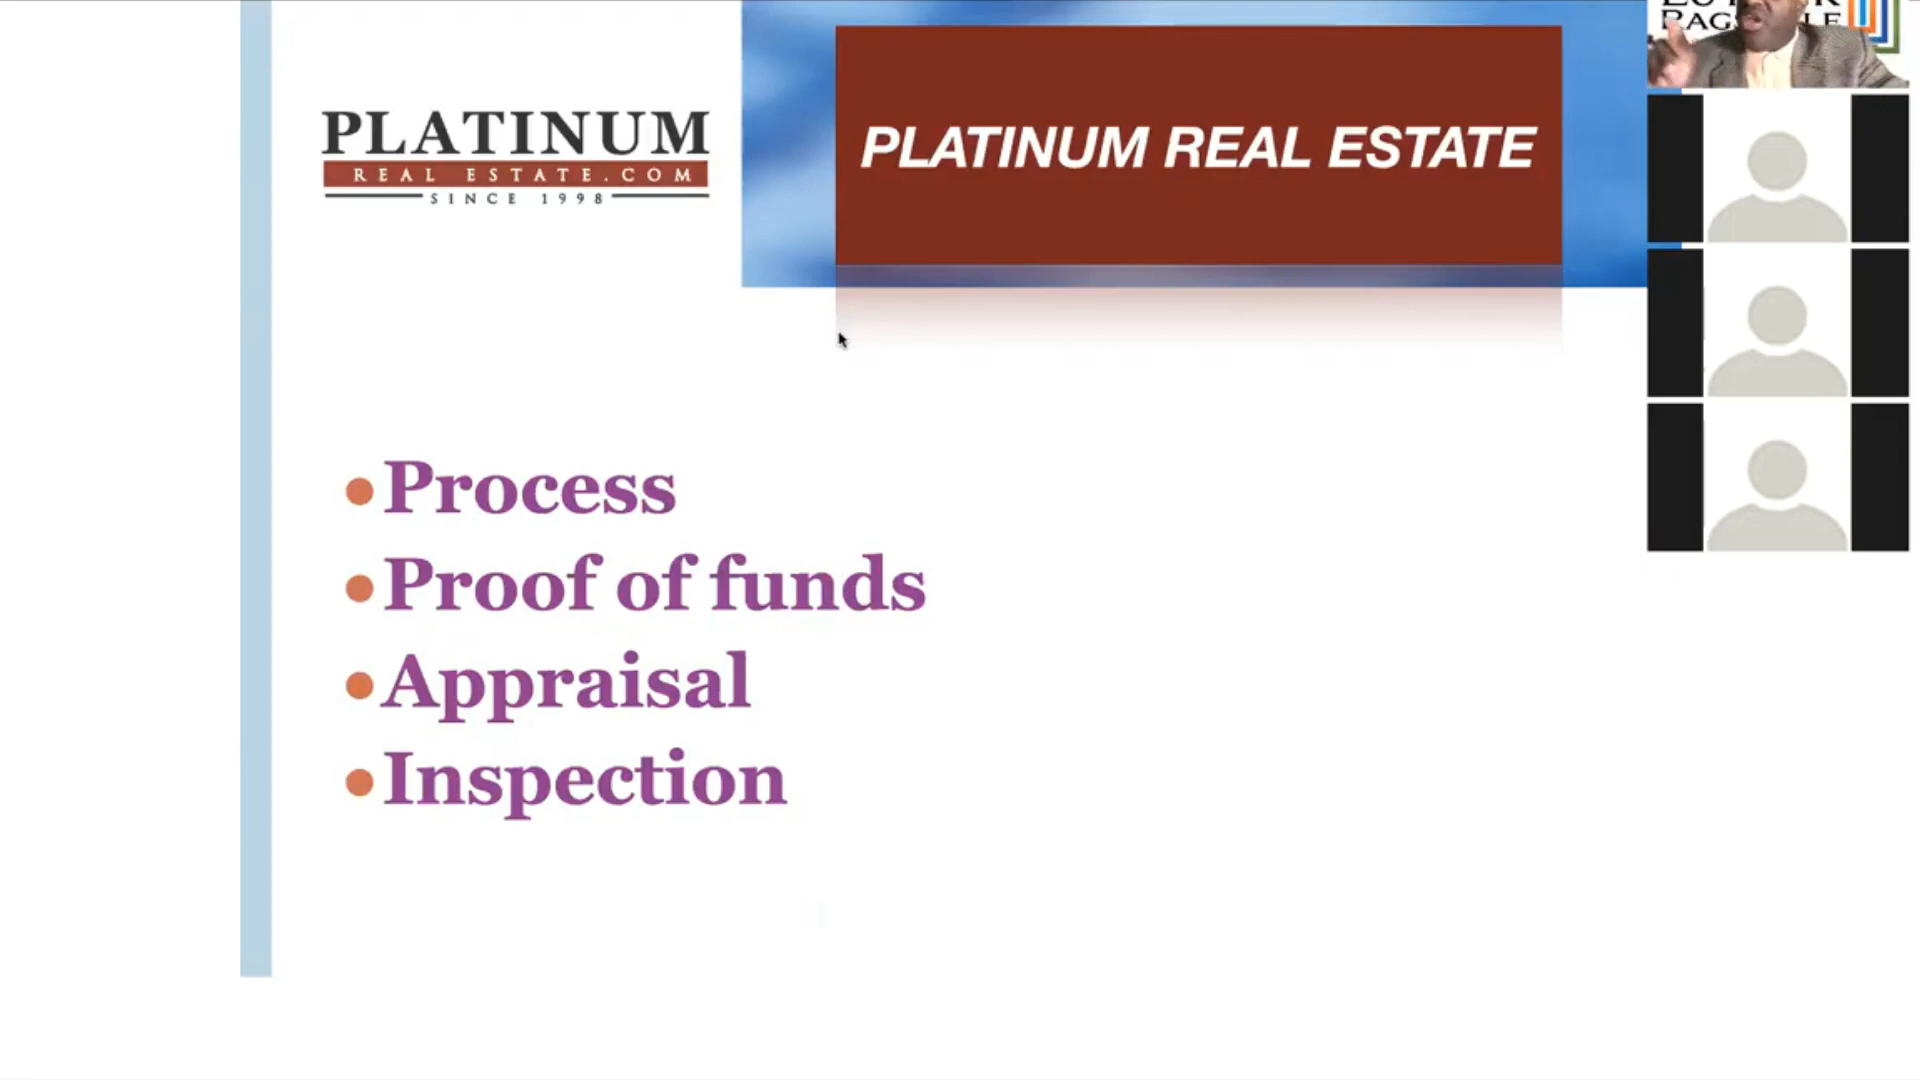 PLATINUM
REAL ESTATE.COM
SINCE 1998
PLATINUM REAL ESTATE
•Process
•Proof of funds
•Appraisal
•Inspection